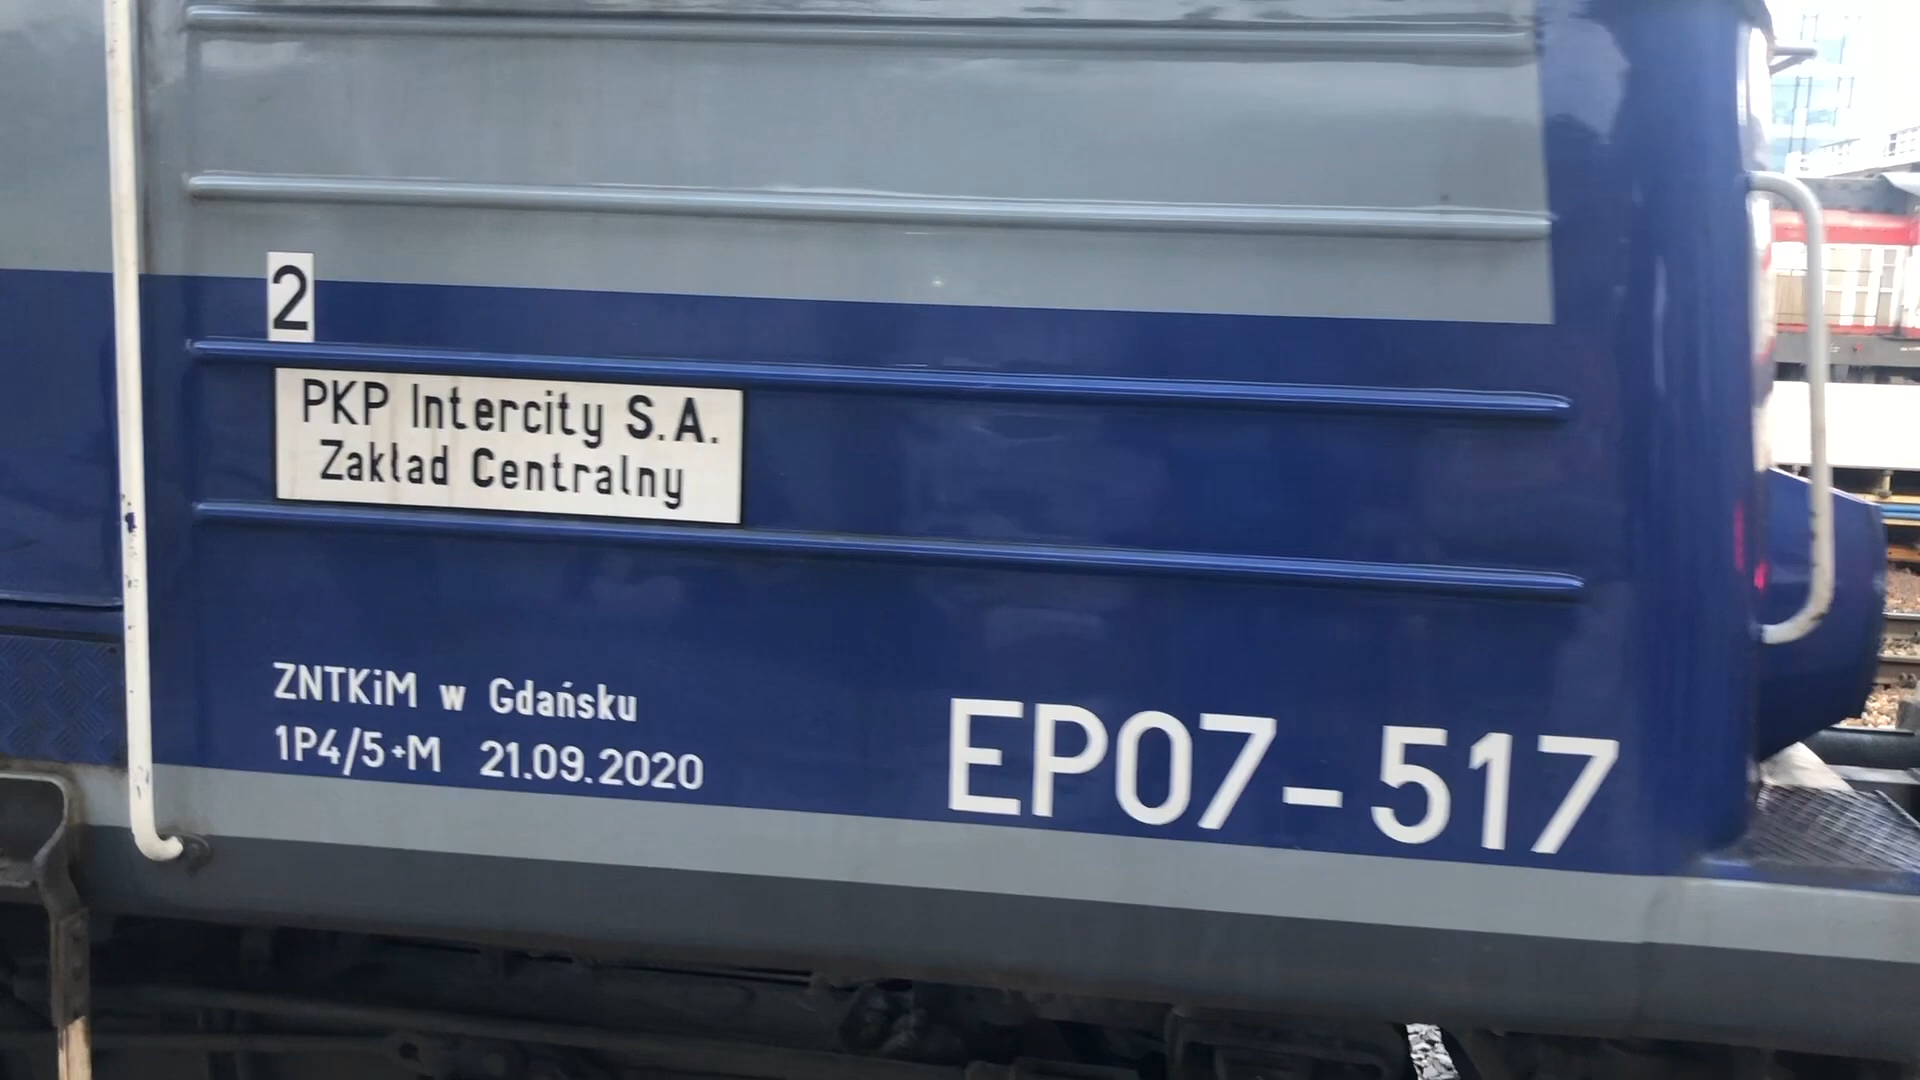 2
PKP Intercity S.A.
Zakład Centralny
ZNTKiM w Gdańsku
1P4/5+M 21.09.2020
EP07-517